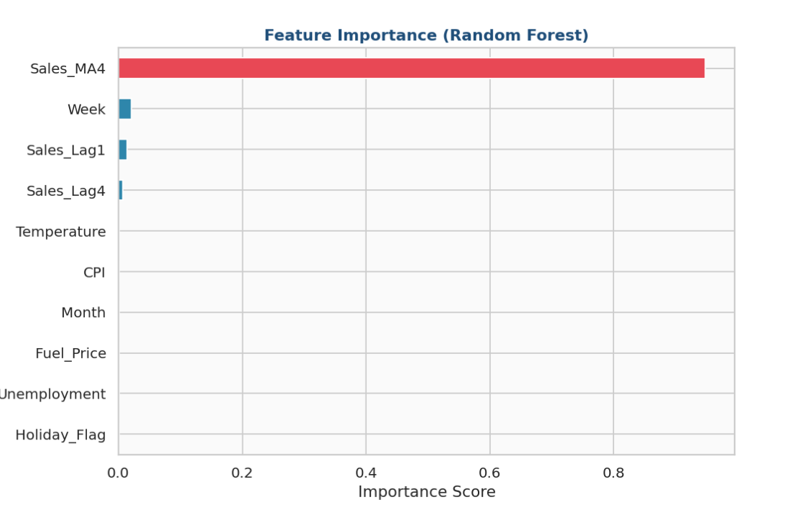 Feature Importance (Random Forest)
Sales_MA4
Week
Sales_Lag1
Sales_Lag4
Temperature
CPI
Month
Fuel_Price
Unemployment
Holiday_Flag
0.0 0.2 0.4 0.6 0.8
Importance Score